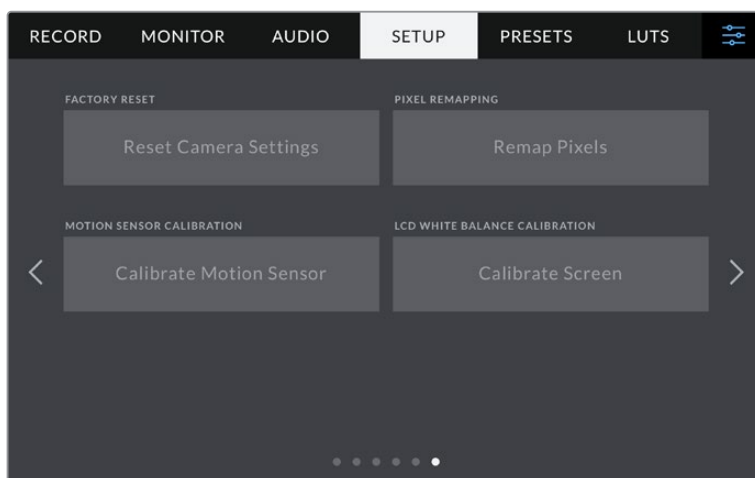 RECORD MONITOR AUDIO SETUP PRESETS LUTS
FACTORY RESET PIXEL REMAPPING
Reset Camera Settings Remap Pixels
MOTION SENSOR CALIBRATION LCD WHITE BALANCE CALIBRATION
Calibrate Motion Sensor Calibrate Screen